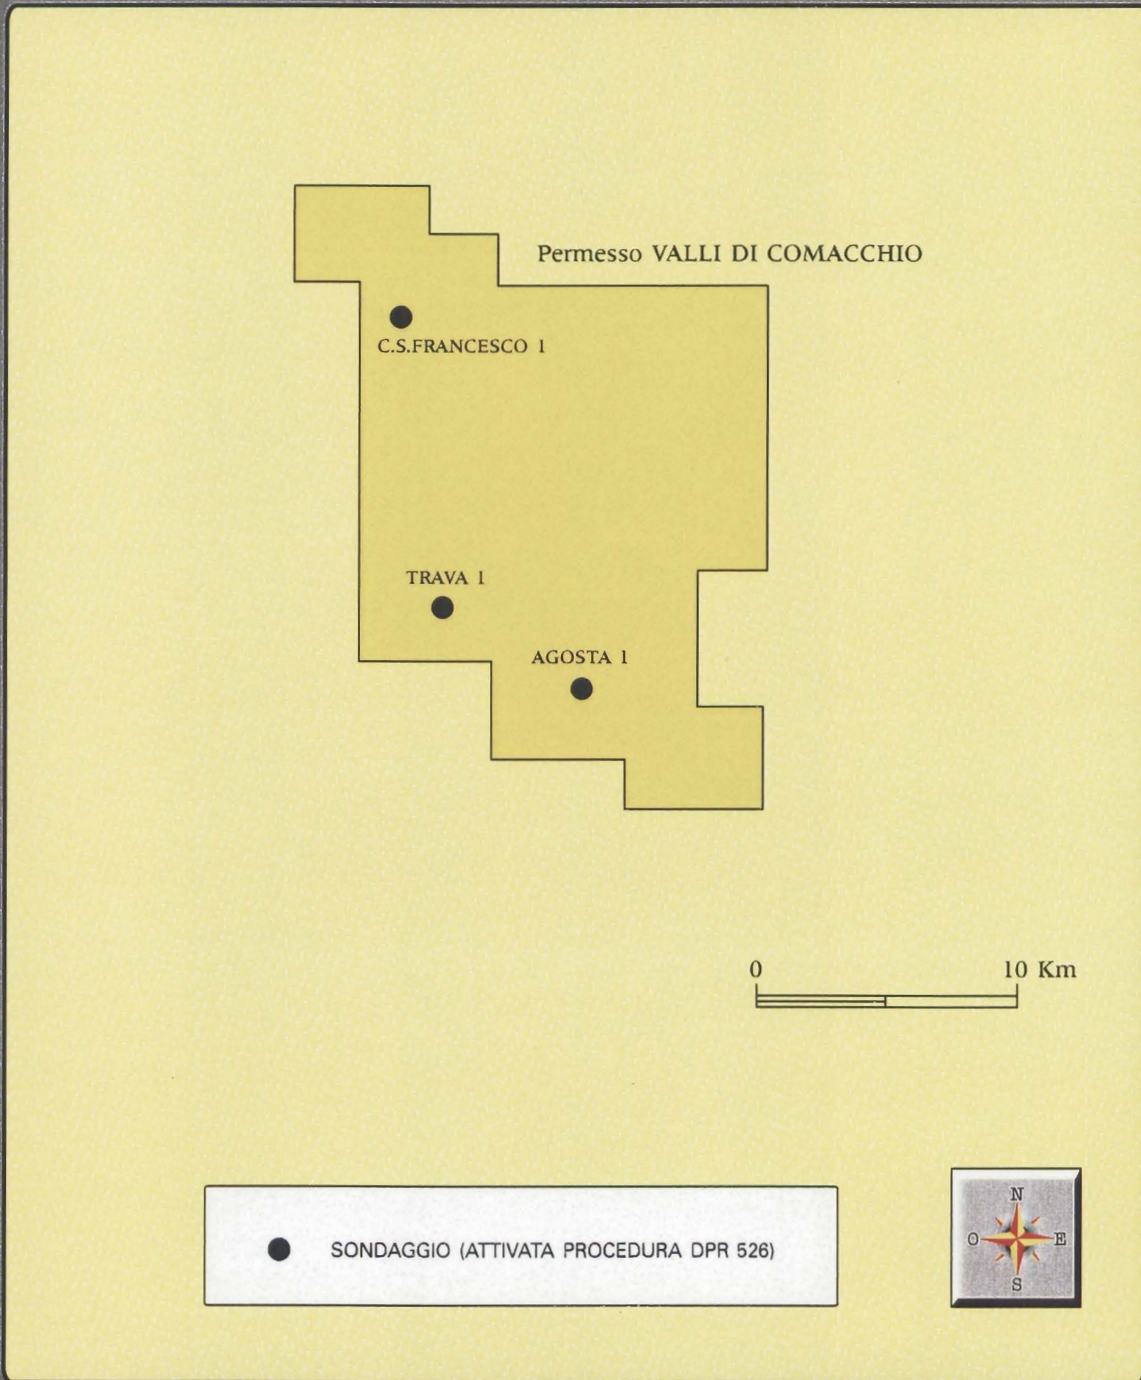 Permesso VALLI DI COMACCHIO
C.S.FRANCESCO 1
TRAVA 1
AGOSTA 1
0 10 Km
SONDAGGIO (ATTIVATA PROCEDURA DPR 526)
N
O E
S